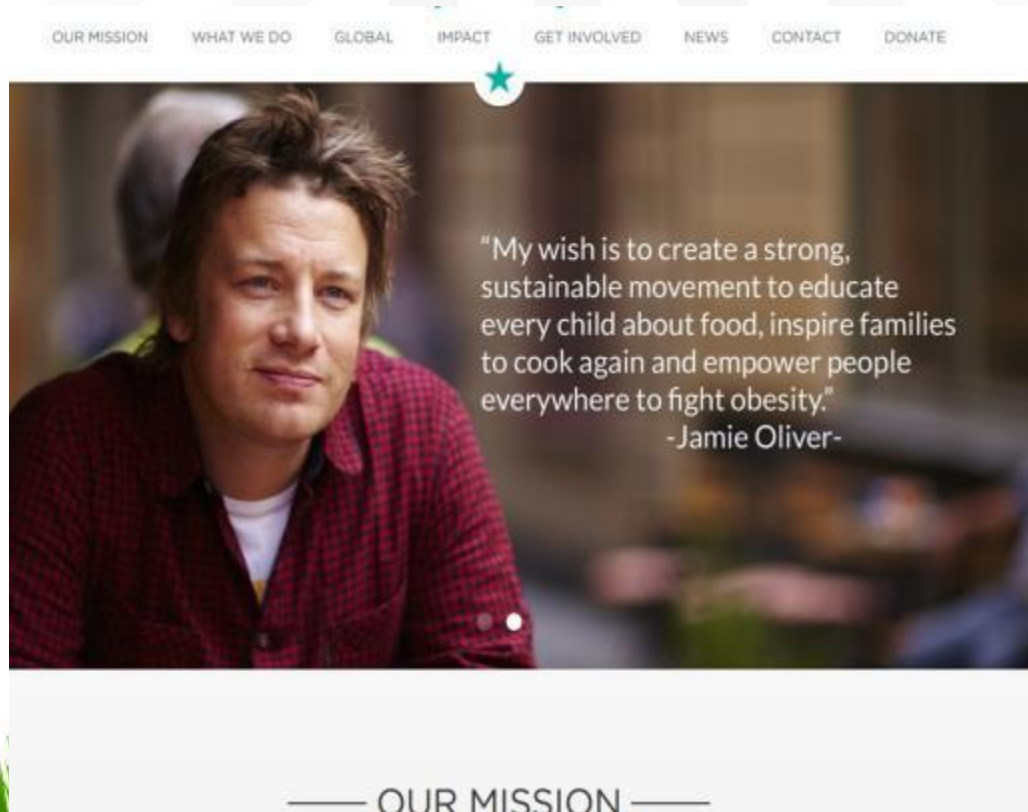 OUR MISSION WHAT WE DO GLOBAL IMPACT GET INVOLVED NEWS CONTACT DONATE
“My wish is to create a strong,
sustainable movement to educate
every child about food, inspire families
to cook again and empower people
everywhere to fight obesity.”
-Jamie Oliver-
OUR MISSION